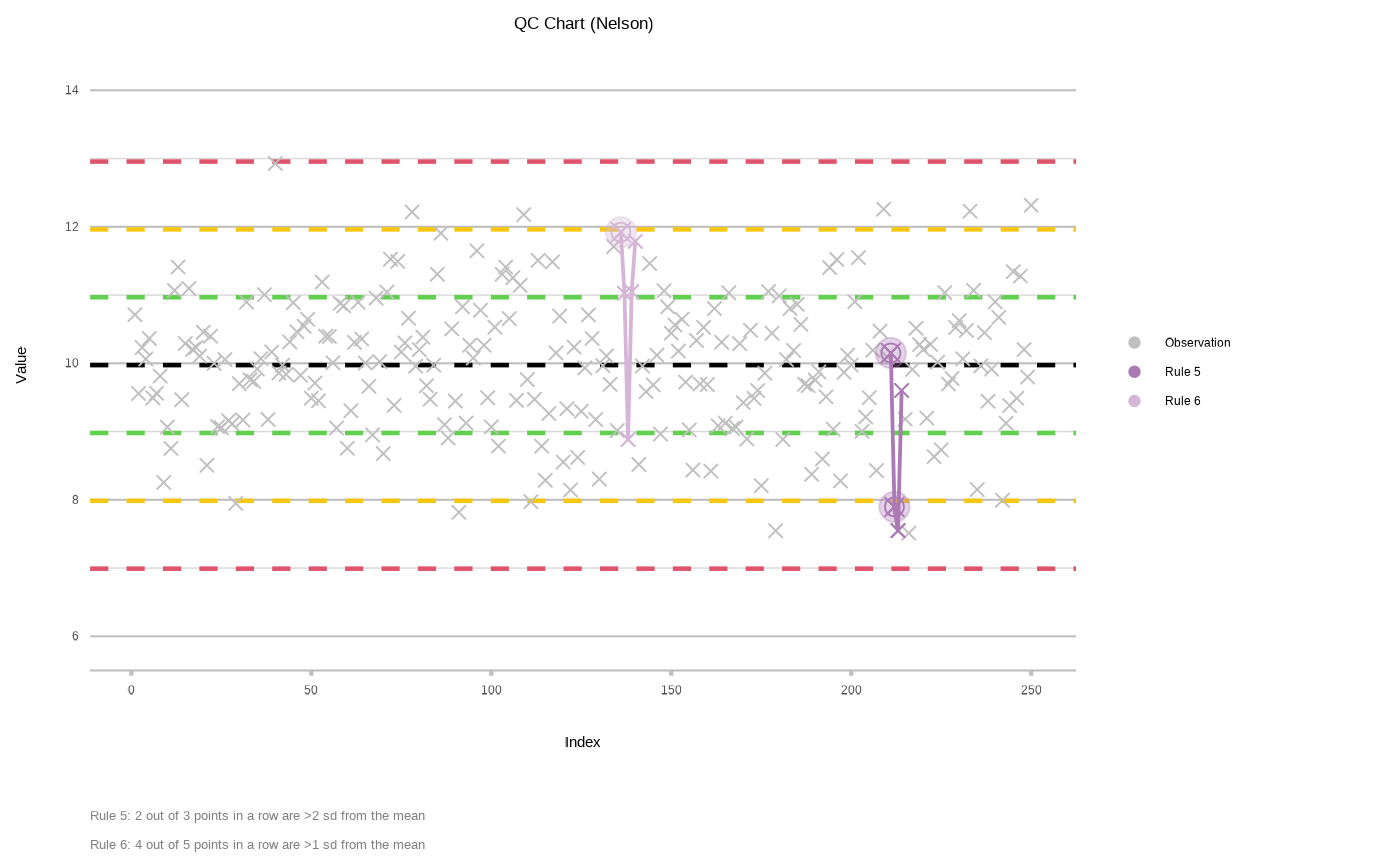 QC Chart (Nelson)
14
12
10
8
6
Value
0 50 100 150 200 250
Index
Observation
Rule 5
Rule 6
Rule 5: 2 out of 3 points in a row are >2 sd from the mean
Rule 6: 4 out of 5 points in a row are >1 sd from the mean